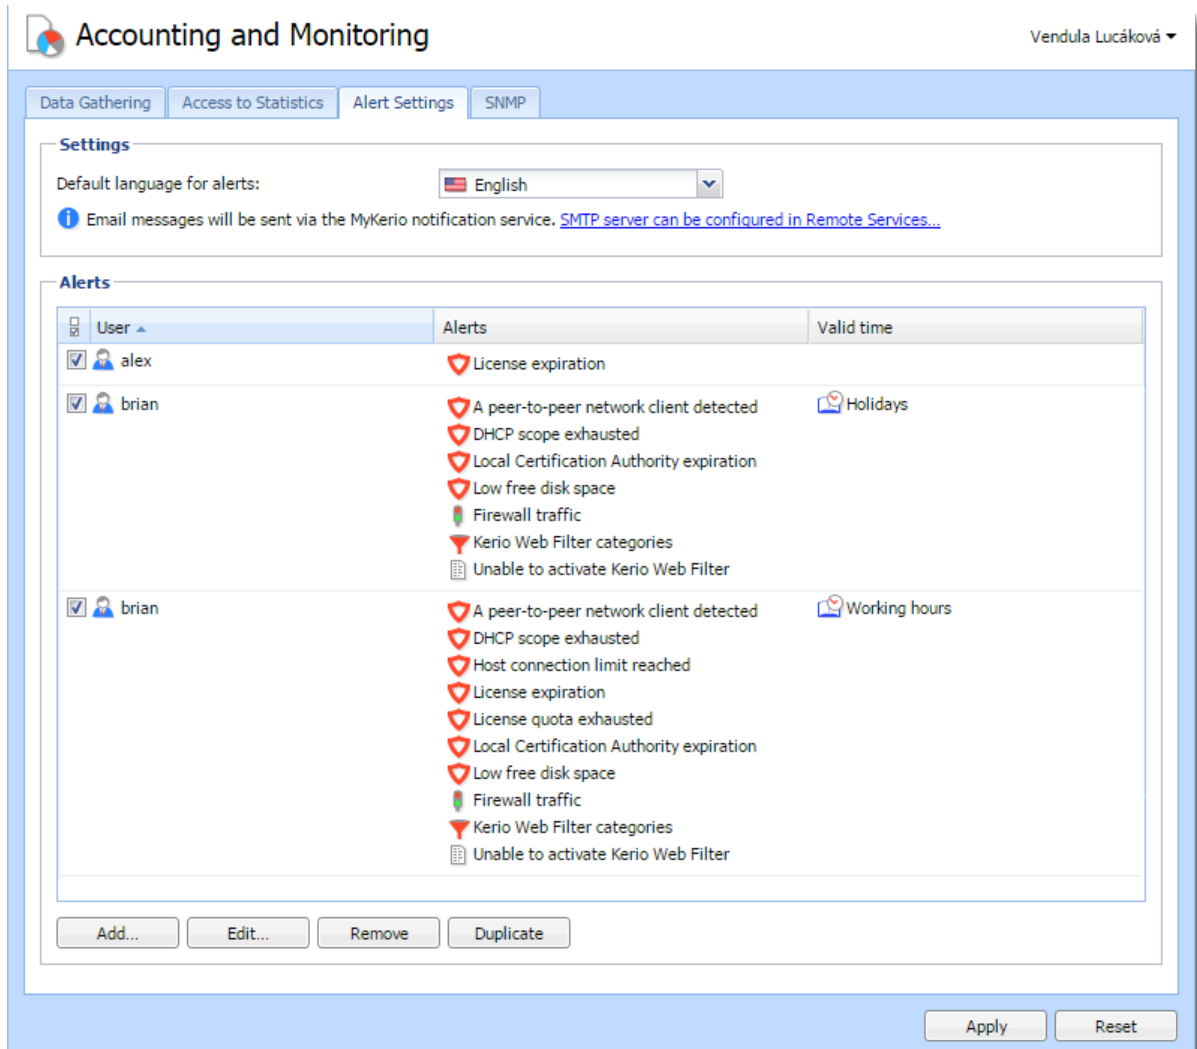 Accounting and Monitoring
Vendula Lucáková
Data Gathering
Access to Statistics
Alert Settings
SNMP
Settings
Default language for alerts:
English
Email messages will be sent via the MyKerio notification service. SMTP server can be configured in Remote Services...
Alerts
User
Alerts
Valid time
alex
License expiration
brian
A peer-to-peer network client detected
Holidays
DHCP scope exhausted
Local Certification Authority expiration
Low free disk space
Firewall traffic
Kerio Web Filter categories
Unable to activate Kerio Web Filter
brian
A peer-to-peer network client detected
Working hours
DHCP scope exhausted
Host connection limit reached
License expiration
License quota exhausted
Local Certification Authority expiration
Low free disk space
Firewall traffic
Kerio Web Filter categories
Unable to activate Kerio Web Filter
Add...
Edit...
Remove
Duplicate
Apply
Reset